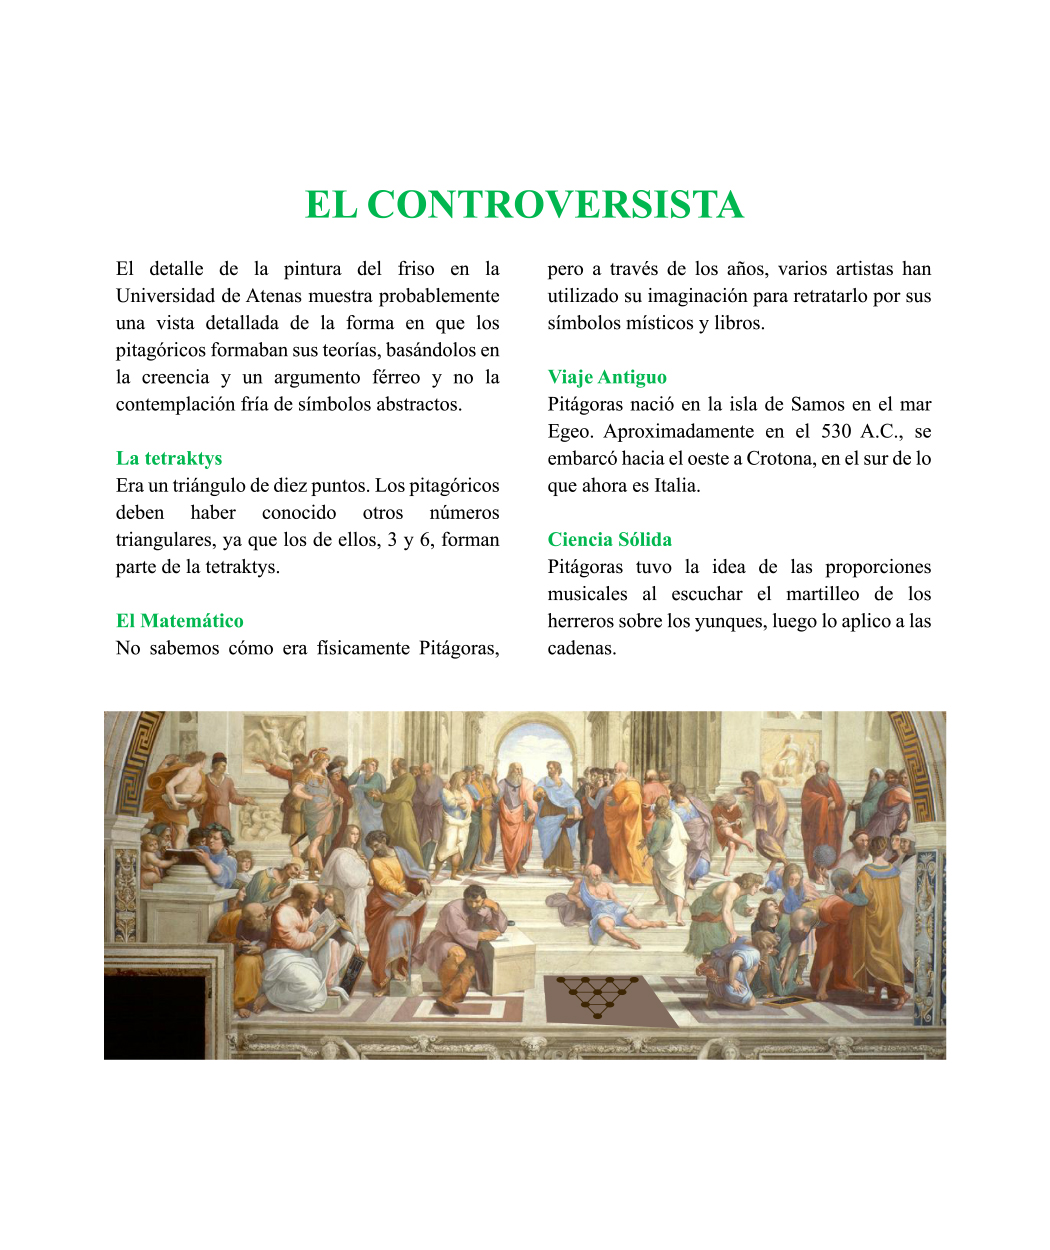 EL CONTROVERSISTA
El detalle de la pintura del friso en la
Universidad de Atenas muestra probablemente
una vista detallada de la forma en que los
pitagóricos formaban sus teorías, basándolos en
la creencia y un argumento férreo y no la
contemplación fría de símbolos abstractos.
La tetraktys
Era un triángulo de diez puntos. Los pitagóricos
deben haber conocido otros números
triangulares, ya que los de ellos, 3 y 6, forman
parte de la tetraktys.
El Matemático
No sabemos cómo era físicamente Pitágoras,
pero a través de los años, varios artistas han
utilizado su imaginación para retratarlo por sus
símbolos místicos y libros.
Viaje Antiguo
Pitágoras nació en la isla de Samos en el mar
Egeo. Aproximadamente en el 530 A.C., se
embarcó hacia el oeste a Crotona, en el sur de lo
que ahora es Italia.
Ciencia Sólida
Pitágoras tuvo la idea de las proporciones
musicales al escuchar el martilleo de los
herreros sobre los yunques, luego lo aplico a las
cadenas.